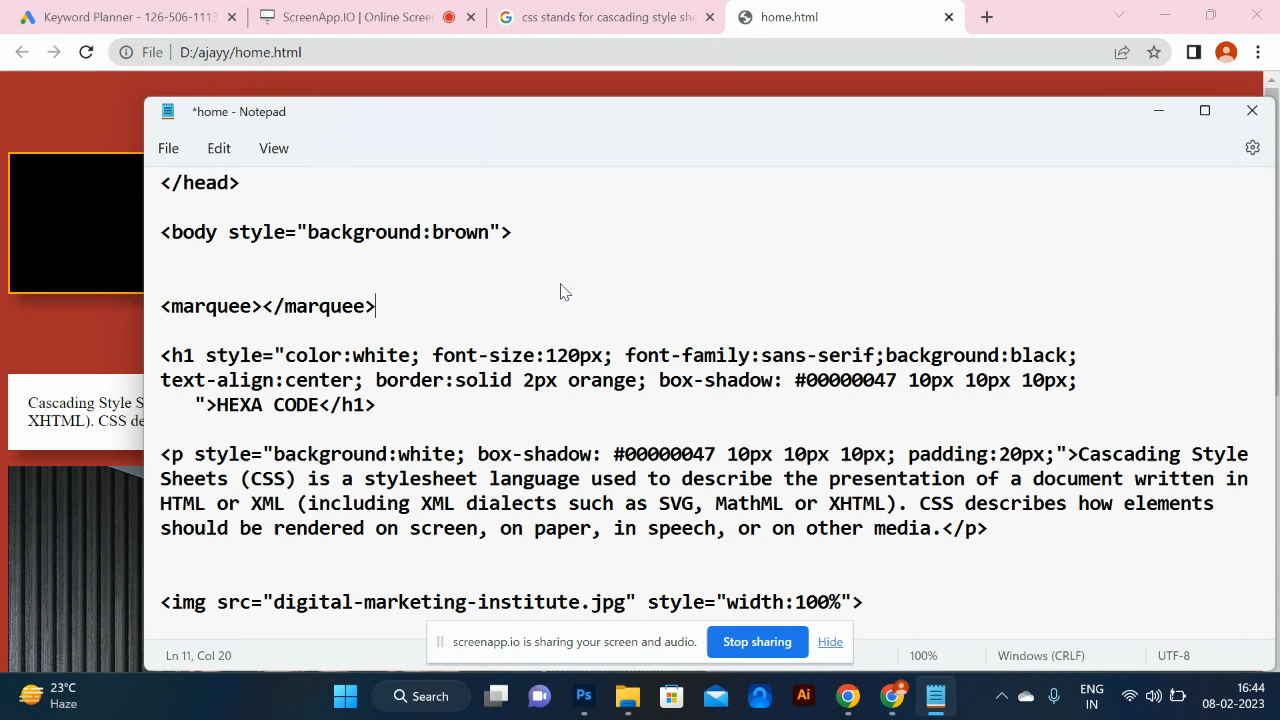 Keyword Planner - 126-506-1113
ScreenApp.IO | Online Screen
css stands for cascading style she
home.html
File D:/ajayy/home.html
*home - Notepad
File Edit View
</head>
<body style="background:brown">
<marquee></marquee>
<h1 style="color:white; font-size:120px; font-family:sans-serif;background:black;
text-align:center; border:solid 2px orange; box-shadow: #00000047 10px 10px 10px;
">HEXA CODE</h1>
<p style="background:white; box-shadow: #00000047 10px 10px 10px; padding:20px;">Cascading Style
Sheets (CSS) is a stylesheet language used to describe the presentation of a document written in
HTML or XML (including XML dialects such as SVG, MathML or XHTML). CSS describes how elements
should be rendered on screen, on paper, in speech, or on other media.</p>
<img src="digital-marketing-institute.jpg" style="width:100%">
Cascading Style S
XHTML). CSS de
screenapp.io is sharing your screen and audio. Stop sharing Hide
Ln 11, Col 20 100% Windows (CRLF) UTF-8
23°C
Haze
Search
Ps
Ai
ENG
IN
16:44
08-02-2023